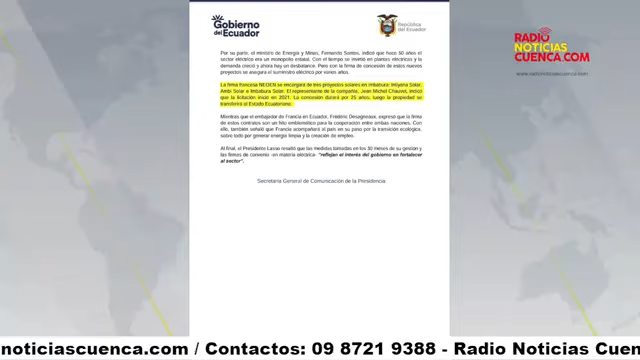 Gobierno
del Ecuador
República
del Ecuador
RADIO
NOTICIAS
CUENCA.COM
Por su parte, el ministro de Energía y Minas, Fernando Santos, indicó que hace 50 años el
sector eléctrico era un monopolio estatal. Con el tiempo se invirtió en plantas eléctricas y la
demanda creció y ahora hay un desbalance. Pero con la firma de concesión de estos nuevos
proyectos se asegura el suministro eléctrico por varios años.
La firma francesa NEOEN se encargará de tres proyectos solares en Imbabura: Imbya Solar,
Ambi Solar e Imbabura Solar. El representante de la compañía, Jean Michel Chauvet, indicó
que la licitación inició en 2021. La concesión durará por 25 años, luego la propiedad se
transferirá al Estado Ecuatoriano.
Mientras que el embajador de Francia en Ecuador, Frédéric Desagneaux, expresó que la firma
de estos contratos son un hito emblemático para la cooperación entre ambas naciones. Con
ello, también señaló que Francia acompañará al país en su paso por la transición ecológica,
sobre todo por generar energía limpia y la creación de empleo.
Al final, el Presidente Lasso resaltó que las medidas tomadas en los 30 meses de su gestión y
las firmas de convenio -en materia eléctrica- "reflejan el interés del gobierno en fortalecer
al sector".
Secretaría General de Comunicación de la Presidencia
noticiascuenca.com / Contactos: 09 8721 9388 - Radio Noticias Cuen